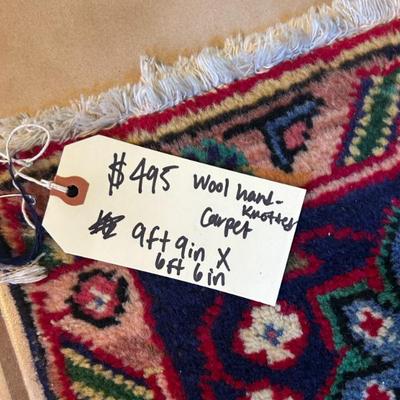 $495 Wool hand-
Knotted
Carpet
9ft 9in X
6ft 6in